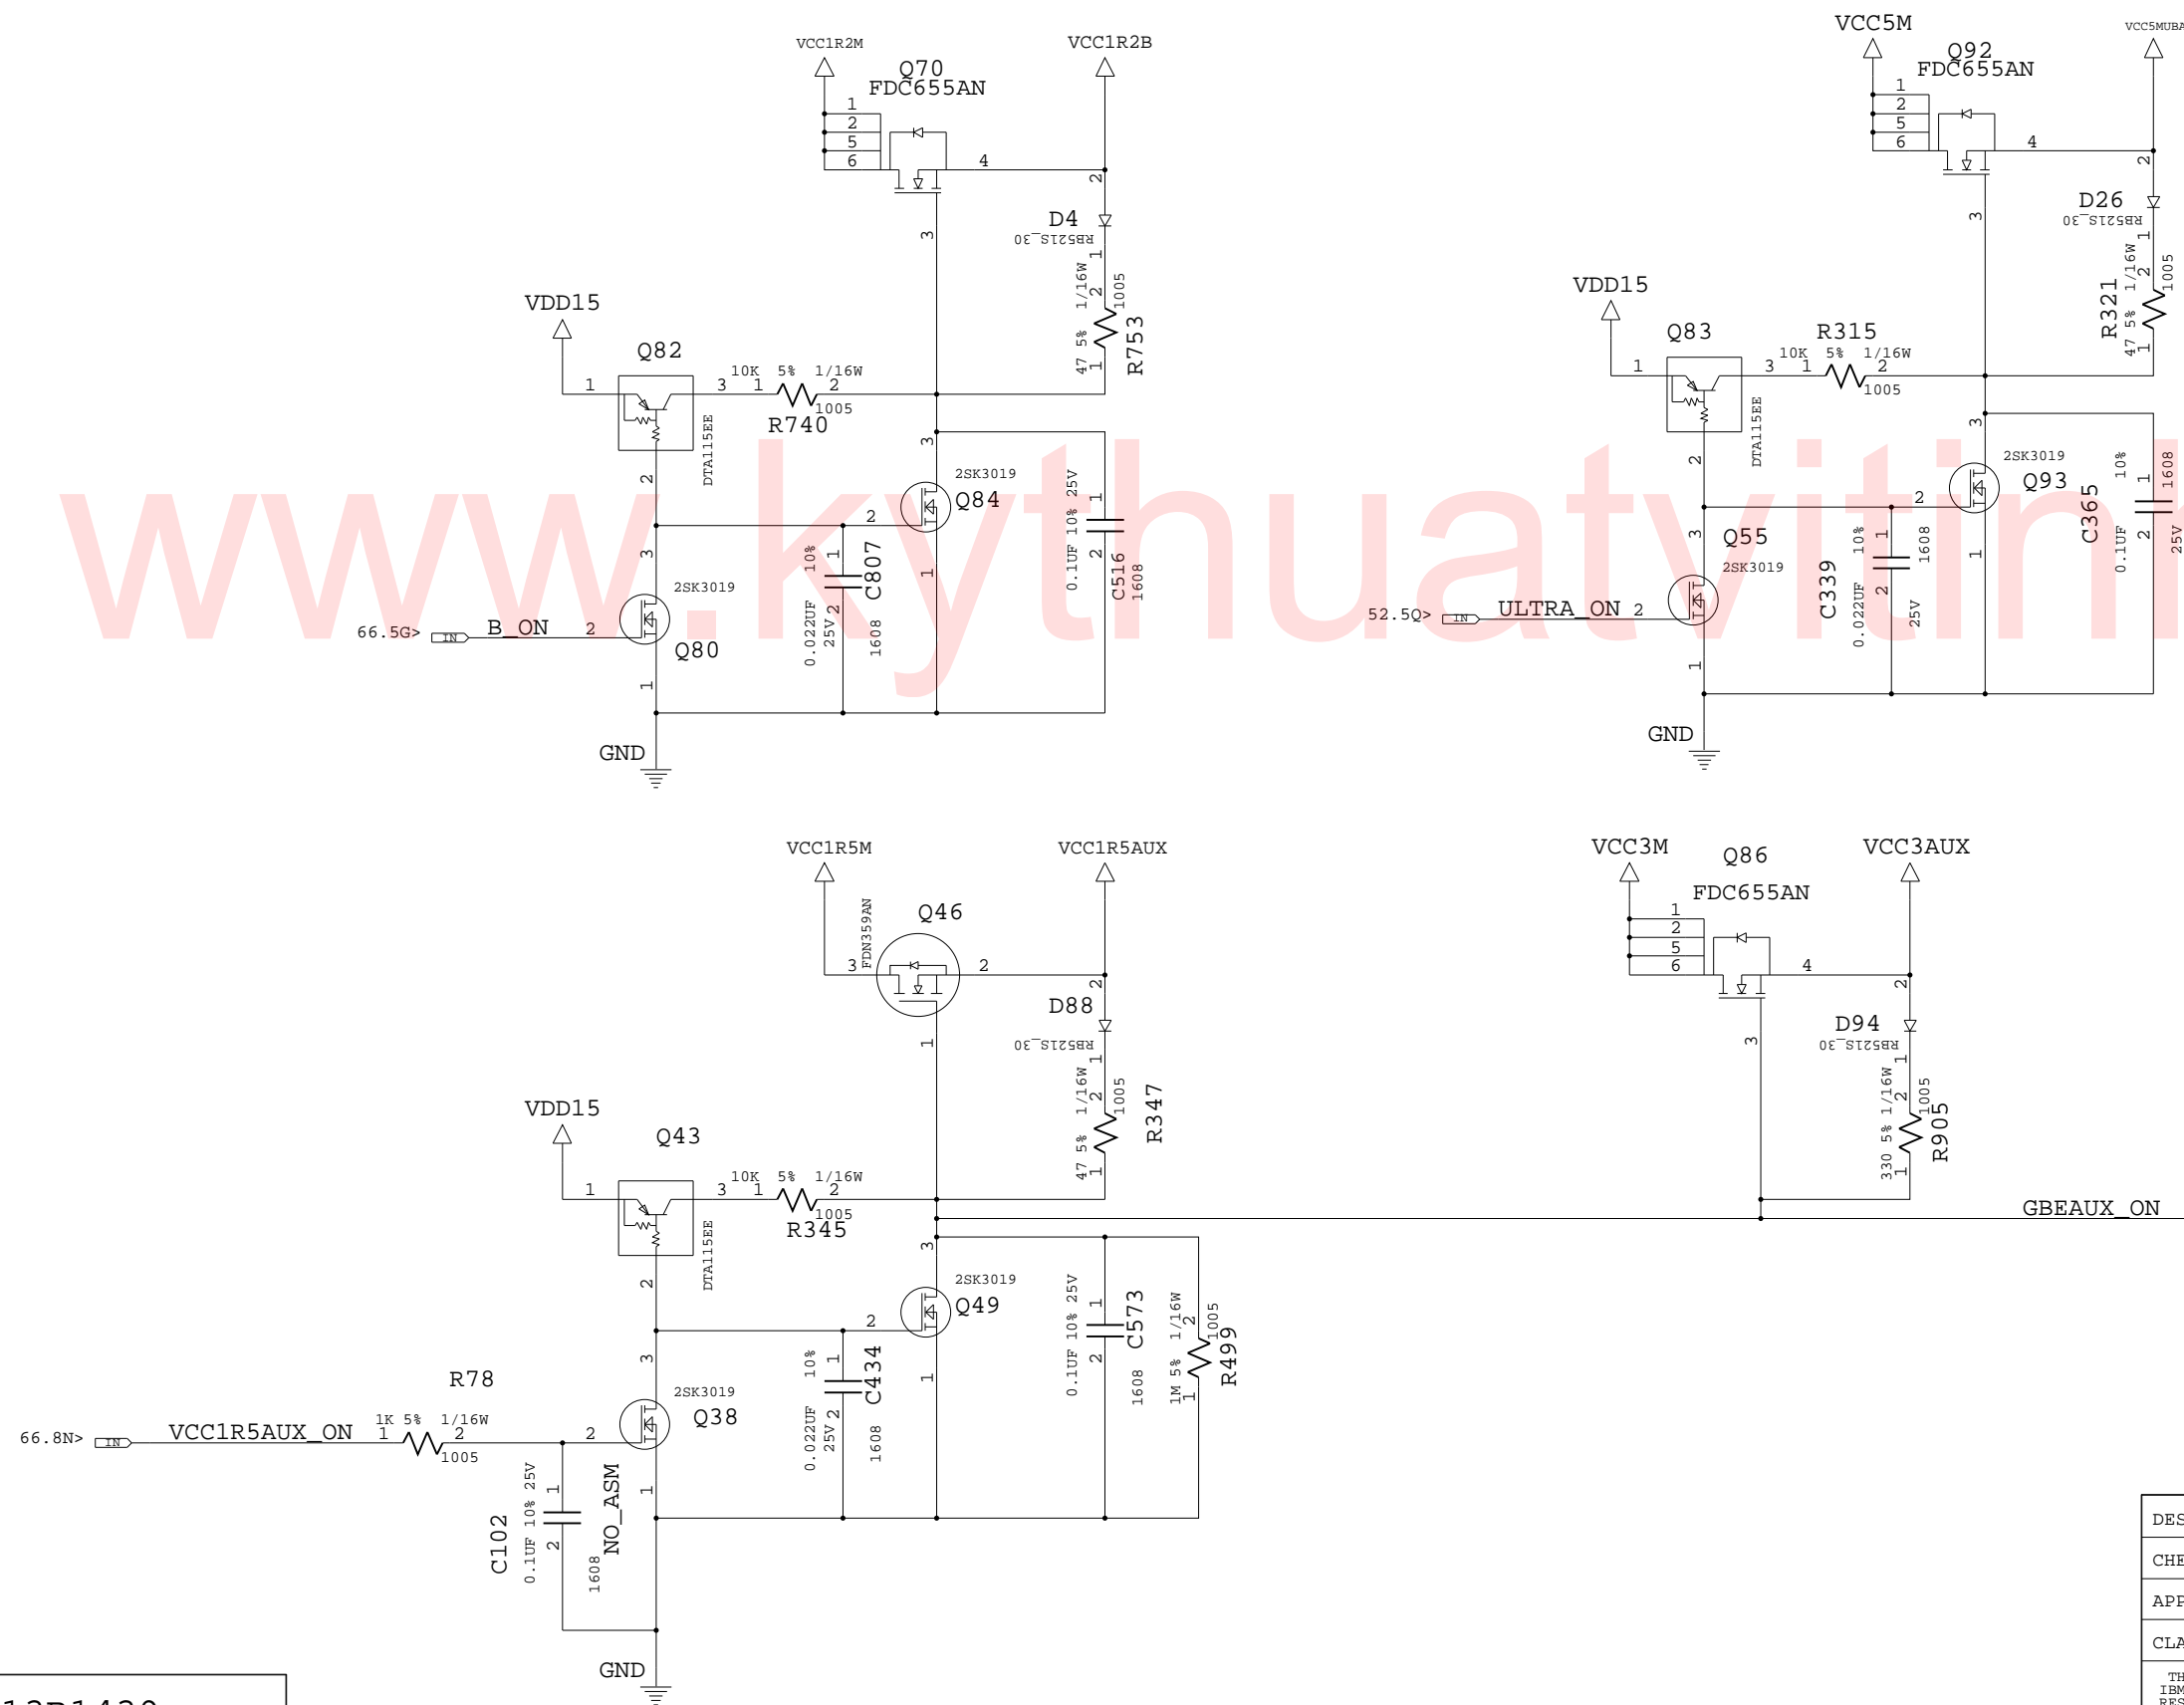 VCC1R2M
VCC1R2B
Q70
FDC655AN
1
2
5
6
4
2
3
D4
RB521S_30
1
47 5% 1/16W
2
1005
1
R753
VDD15
Q82
1
3
DTA115EE
2
10K 5% 1/16W
1
2
1005
R740
3
2SK3019
Q84
2
1
0.1UF 10% 25V
1
2
C516
1608
10%
0.022UF
25V
1
2
C807
1608
3
2SK3019
Q80
66.5G>
IN
B_ON
2
1
GND
VCC5M
Q92
FDC655AN
1
2
5
6
4
2
3
D26
RB521S_30
1
R321
47 5% 1/16W
2
1005
1
VDD15
Q83
1
3
DTA115EE
2
R315
10K 5% 1/16W
1
2
1005
3
2SK3019
Q93
2
1
C365
10%
0.1UF
1
2
1608
25V
3
Q55
2SK3019
C339
10%
0.022UF
1
2
1608
25V
52.5Q>
IN
ULTRA_ON
2
1
GND
www.kythuatvitin
VCC1R5M
VCC1R5AUX
Q46
FDN359AN
3
2
1
2
D88
RB521S_30
1
47 5% 1/16W
2
1005
1
R347
VDD15
Q43
1
3
DTA115EE
2
10K 5% 1/16W
1
2
1005
R345
3
2SK3019
Q49
2
1
0.1UF 10% 25V
1
2
C573
1608
1M 5% 1/16W
2
1005
1
R499
10%
0.022UF
25V
1
2
C434
1608
3
2SK3019
Q38
2
1
R78
1K 5% 1/16W
1
2
1005
66.8N>
IN
VCC1R5AUX_ON
C102
0.1UF 10% 25V
1
2
1608
NO_ASM
GND
VCC3M
VCC3AUX
Q86
FDC655AN
1
2
5
6
4
2
3
D94
RB521S_30
1
330 5% 1/16W
2
1005
1
R905
GBEAUX_ON
DES
CHE
APP
CLA
TH
IBM
RES